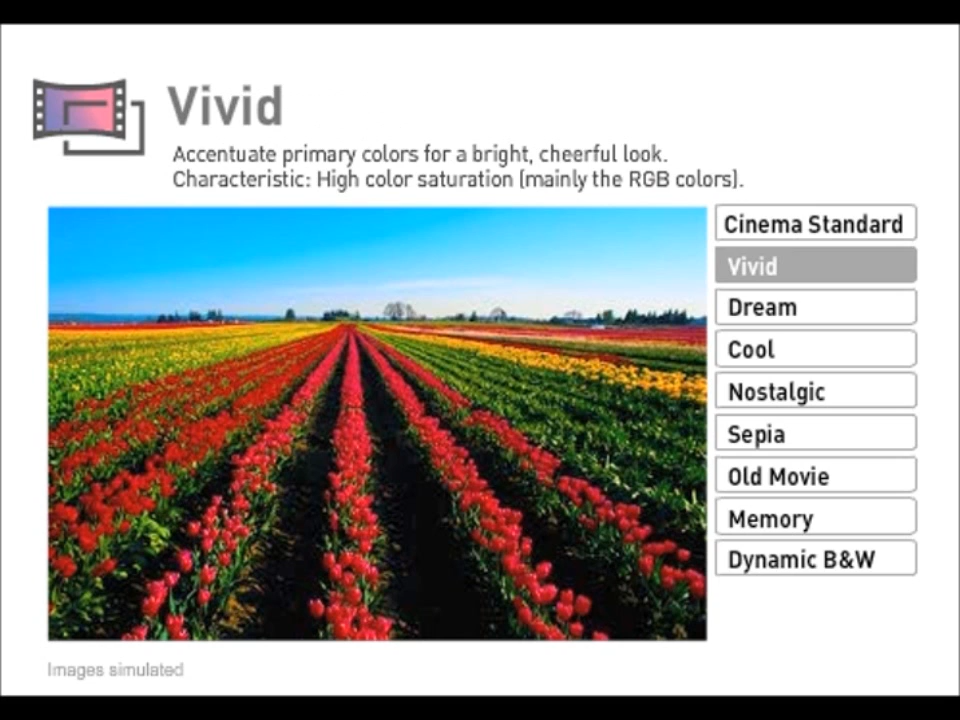 Vivid
Accentuate primary colors for a bright, cheerful look.
Characteristic: High color saturation (mainly the RGB colors).
Cinema Standard
Vivid
Dream
Cool
Nostalgic
Sepia
Old Movie
Memory
Dynamic B&W
Images simulated